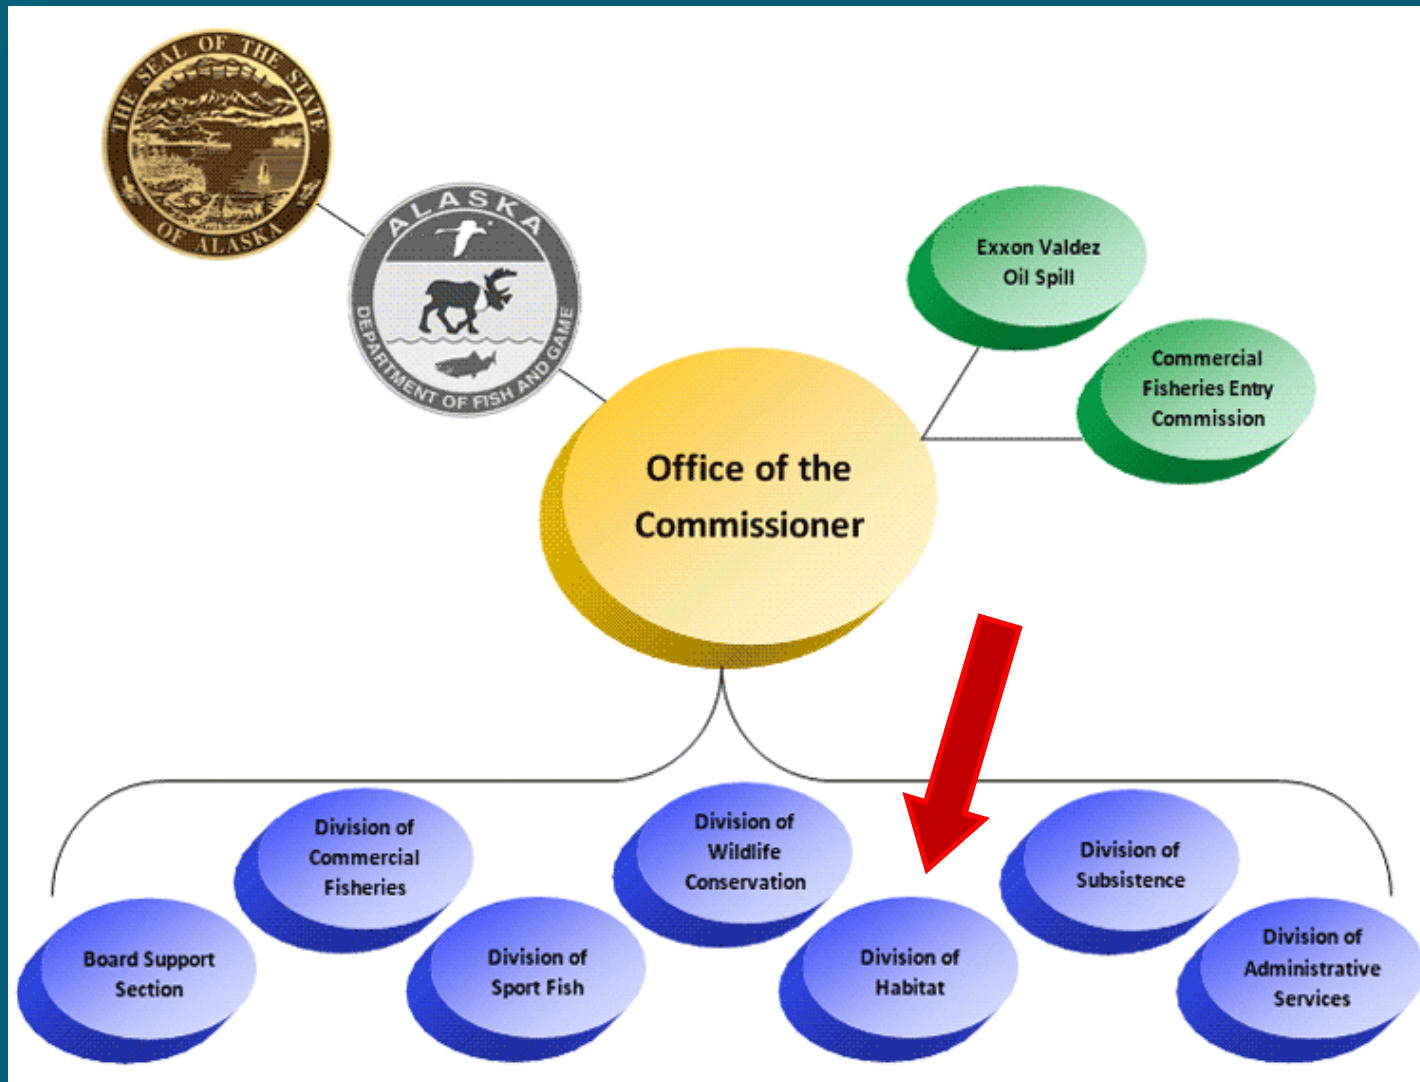 THE SEAL OF THE STATE
OF ALASKA
ALASKA
DEPARTMENT OF FISH AND GAME
Exxon Valdez
Oil Spill
Commercial
Fisheries Entry
Commission
Office of the
Commissioner
Division of
Commercial
Fisheries
Division of
Wildlife
Conservation
Division of
Subsistence
Board Support
Section
Division of
Sport Fish
Division of
Habitat
Division of
Administrative
Services